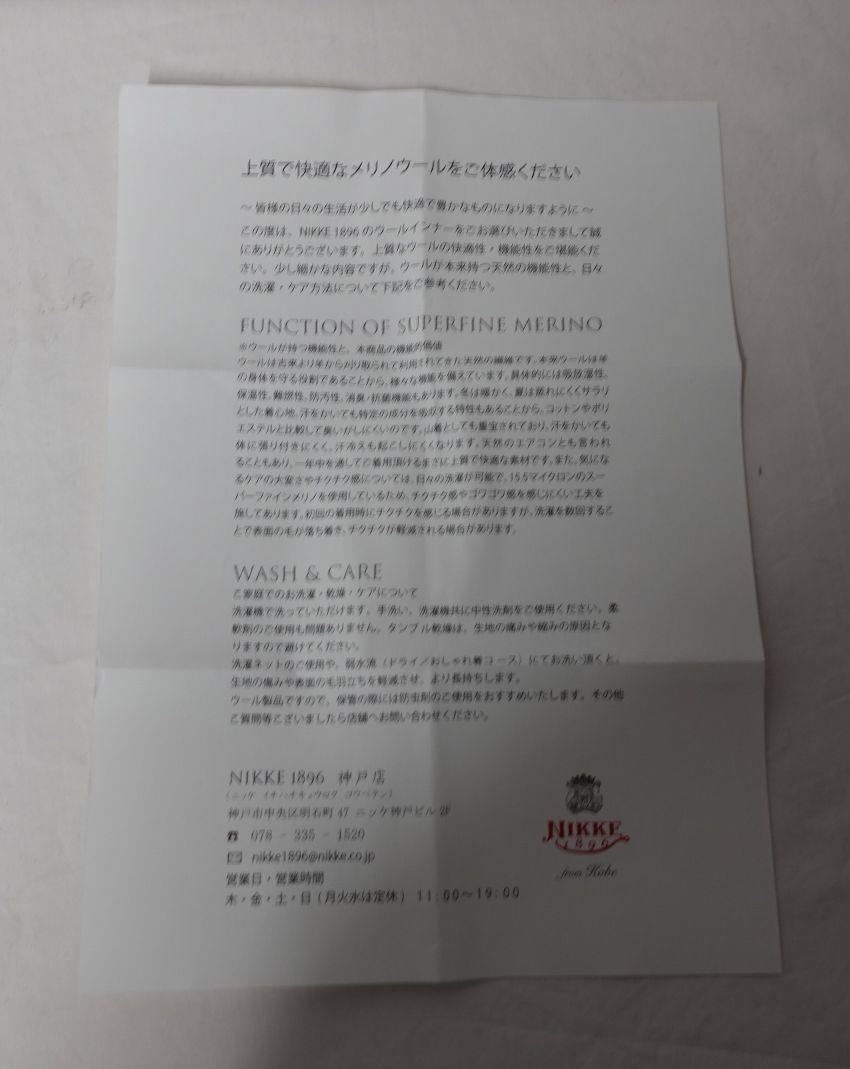 上質で快適なメリノウールをご体感ください
～皆様の日々の生活が少しでも快適で豊かなものになりますように～
この度は、NIKKE 1896 のウールインナーをお選びいただきまして誠
にありがとうございます。上質なウールの快適性・機能性をご堪能くだ
さい。少し細かな内容ですが、ウールが本来持つ天然の機能性と、日々
の洗濯・ケア方法について下記をご参考ください。
FUNCTION OF SUPERFINE MERINO
※ウールが持つ機能性と、本商品の機能的価値
ウールは古来より羊から刈り取られて利用されてきた天然の繊維です。本来ウールは羊
の身体を守る役割であることから、様々な機能を備えています。具体的には吸放湿性、
保温性、難燃性、防汚性、消臭・抗菌機能もあります。冬は暖かく、夏は蒸れにくくサラリ
とした着心地。汗をかいても特定の成分を吸収する特性もあることから、コットンやポリ
エステルと比較して臭いがしにくいのです。山着としても重宝されており、汗をかいても
体に張り付きにくく、汗冷えも起こしにくくなります。天然のエアコンとも言われ
ることもあり、一年中を通してご着用頂けるまさに上質で快適な素材です。また、気にな
るケアの大変さやチクチク感については、日々の洗濯が可能で、15.5マイクロンのスー
パーファインメリノを使用しているため、チクチク感やゴワゴワ感を感じにくい工夫を
施してあります。初回の着用時にチクチクを感じる場合がありますが、洗濯を数回するこ
とで表面の毛が落ち着き、チクチクが軽減される場合があります。
WASH & CARE
ご家庭でのお洗濯・乾燥・ケアについて
洗濯機で洗っていただけます。手洗い、洗濯機共に中性洗剤をご使用ください。柔
軟剤のご使用も問題ありません。タンブル乾燥は、生地の痛みや縮みの原因とな
りますので避けてください。
洗濯ネットのご使用や、弱水流（ドライ/おしゃれ着コース）にてお洗い頂くと、
生地の傷みや表面の毛羽立ちを軽減させ、より長持ちします。
ウール製品ですので、保管の際には防虫剤のご使用をおすすめいたします。その他
ご質問等ございましたら店舗へお問い合わせください。
NIKKE 1896 神戸店
（ニッケ イチハチキュウロク コウベテン）
神戸市中央区明石町 47 ニッケ神戸ビル 2F
☎ 078 - 335 - 1520
✉ nikke1896@nikke.co.jp
営業日・営業時間
木・金・土・日（月火水は定休） 11:00～19:00
NIKKE
1896
from Kobe